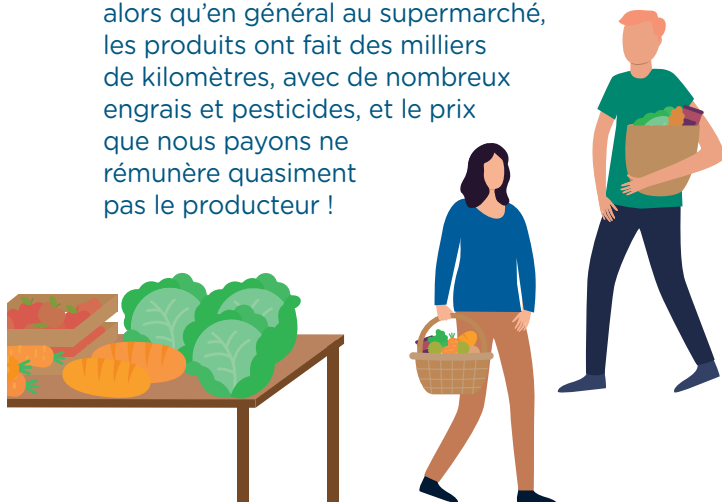 alors qu’en général au supermarché,
les produits ont fait des milliers
de kilomètres, avec de nombreux
engrais et pesticides, et le prix
que nous payons ne
rémunère quasiment
pas le producteur !